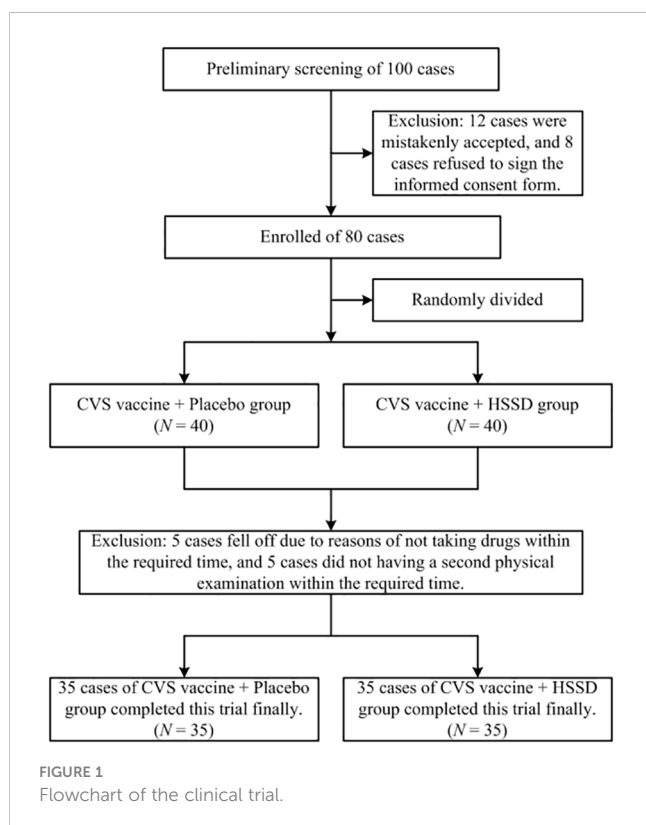 Preliminary screening of 100 cases
Exclusion: 12 cases were
mistakenly accepted, and 8
cases refused to sign the
informed consent form.
Enrolled of 80 cases
Randomly divided
CVS vaccine + Placebo group
(N = 40)
CVS vaccine + HSSD group
(N = 40)
Exclusion: 5 cases fell off due to reasons of not taking drugs within
the required time, and 5 cases did not having a second physical
examination within the required time.
35 cases of CVS vaccine + Placebo
group completed this trial finally.
(N = 35)
35 cases of CVS vaccine + HSSD
group completed this trial finally.
(N = 35)
FIGURE 1
Flowchart of the clinical trial.